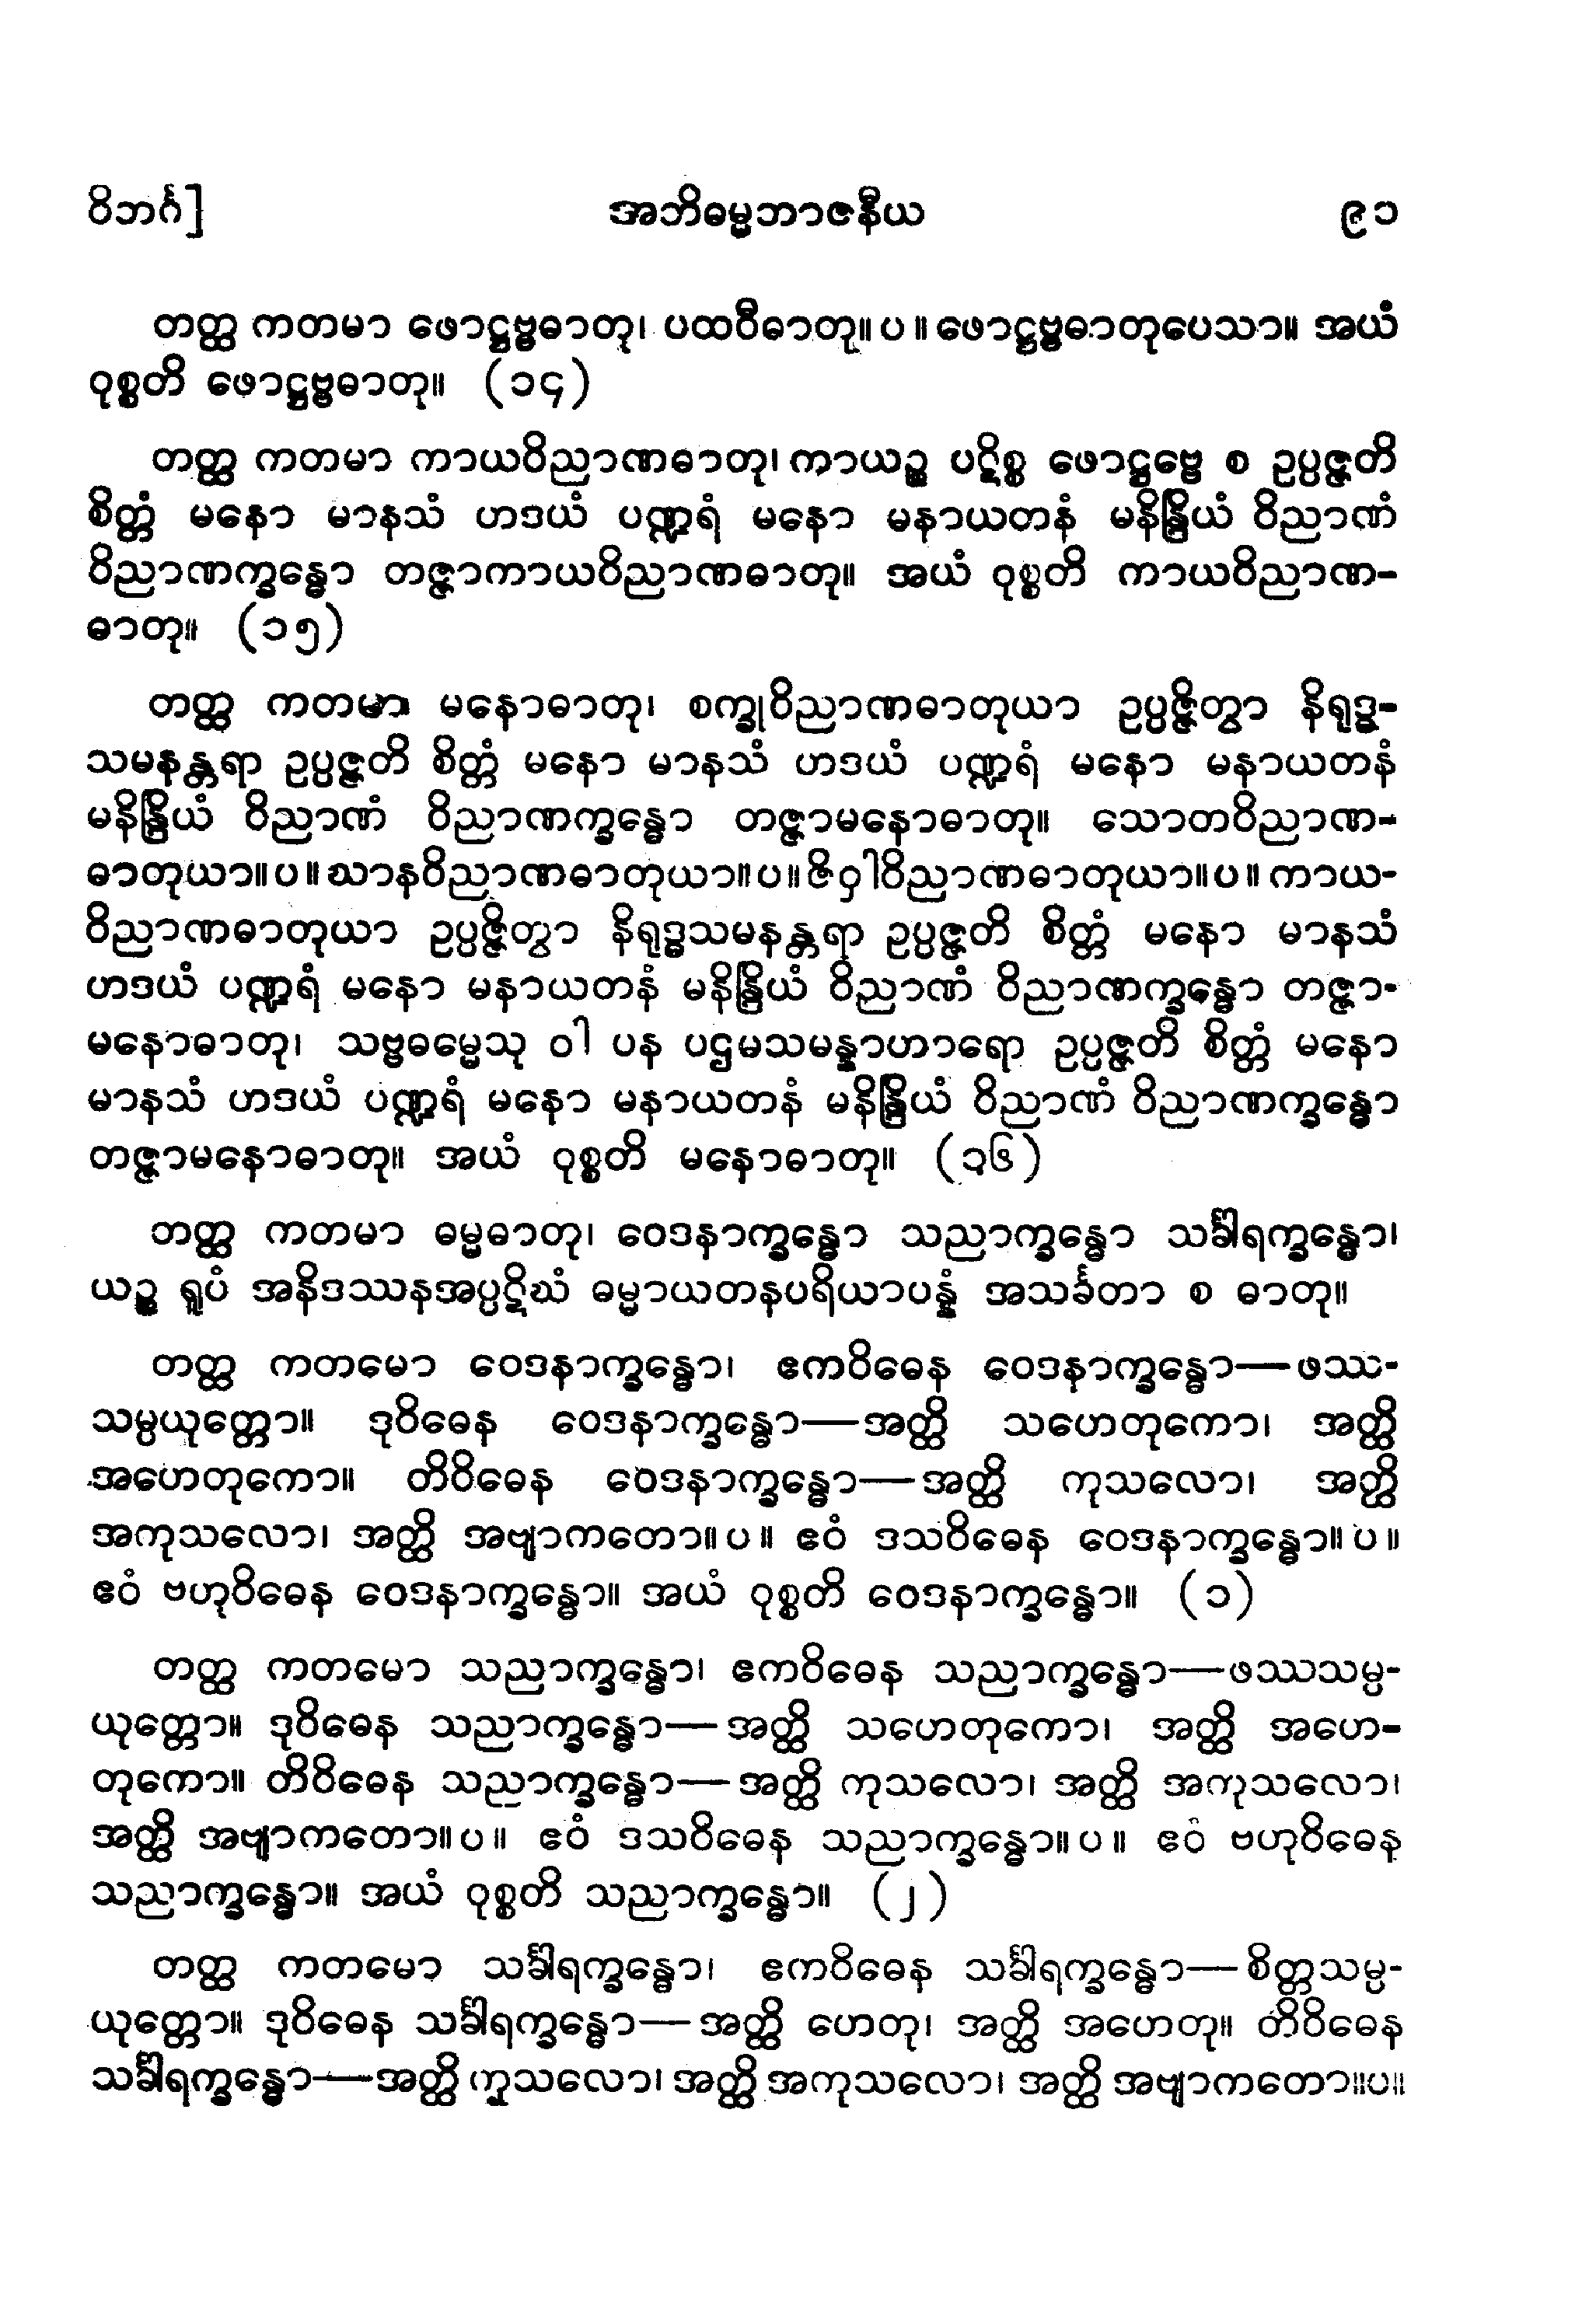 ဝိဘင်္ဂ] အဘိဓမ္မဘာဇနီယ ၉၁
တတ္ထ ကတမာ ဖောဋ္ဌဗ္ဗဓာတု၊ ပထဝီဓာတု။ပ။ဖောဋ္ဌဗ္ဗဓာတုပေသာ။ အယံ
ဝုစ္စတိ ဖောဋ္ဌဗ္ဗဓာတု။ (၁၄)
တတ္ထ ကတမာ ကာယဝိညာဏဓာတု၊ ကာယဉ္စ ပဋိစ္စ ဖောဋ္ဌဗ္ဗေ စ ဥပ္ပဇ္ဇတိ
စိတ္တံ မနော မာနသံ ဟဒယံ ပဏ္ဍရံ မနော မနာယတနံ မနိန္ဒြိယံ ဝိညာဏံ
ဝိညာဏက္ခန္ဓော တဇ္ဇာကာယဝိညာဏဓာတု။ အယံ ဝုစ္စတိ ကာယဝိညာဏ-
ဓာတု။ (၁၅)
တတ္ထ ကတမာ မနောဓာတု၊ စက္ခုဝိညာဏဓာတုယာ ဥပ္ပဇ္ဇိတွာ နိရုဒ္ဓ-
သမနန္တရာ ဥပ္ပဇ္ဇတိ စိတ္တံ မနော မာနသံ ဟဒယံ ပဏ္ဍရံ မနော မနာယတနံ
မနိန္ဒြိယံ ဝိညာဏံ ဝိညာဏက္ခန္ဓော တဇ္ဇာမနောဓာတု။ သောတဝိညာဏ-
ဓာတုယာ။ပ။ဃာနဝိညာဏဓာတုယာ။ပ။ဇိဝှါဝိညာဏဓာတုယာ။ပ။ကာယ-
ဝိညာဏဓာတုယာ ဥပ္ပဇ္ဇိတွာ နိရုဒ္ဓသမနန္တရာ ဥပ္ပဇ္ဇတိ စိတ္တံ မနော မာနသံ
ဟဒယံ ပဏ္ဍရံ မနော မနာယတနံ မနိန္ဒြိယံ ဝိညာဏံ ဝိညာဏက္ခန္ဓော တဇ္ဇာ-
မနောဓာတု၊ သဗ္ဗဓမ္မေသု ဝါ ပန ပဌမသမန္နာဟာရော ဥပ္ပဇ္ဇတိ စိတ္တံ မနော
မာနသံ ဟဒယံ ပဏ္ဍရံ မနော မနာယတနံ မနိန္ဒြိယံ ဝိညာဏံ ဝိညာဏက္ခန္ဓော
တဇ္ဇာမနောဓာတု။ အယံ ဝုစ္စတိ မနောဓာတု။ (၁၆)
တတ္ထ ကတမာ ဓမ္မဓာတု၊ ဝေဒနာက္ခန္ဓော သညာက္ခန္ဓော သင်္ခါရက္ခန္ဓော၊
ယဉ္စ ရူပံ အနိဒဿနအပ္ပဋိဃံ ဓမ္မာယတနပရိယာပန္နံ အသင်္ခတာ စ ဓာတု။
တတ္ထ ကတမော ဝေဒနာက္ခန္ဓော၊ ဧကဝိဓေန ဝေဒနာက္ခန္ဓော—ဖဿ-
သမ္ပယုတ္တော။ ဒုဝိဓေန ဝေဒနာက္ခန္ဓော—အတ္ထိ သဟေတုကော၊ အတ္ထိ
အဟေတုကော။ တိဝိဓေန ဝေဒနာက္ခန္ဓော—အတ္ထိ ကုသလော၊ အတ္ထိ
အကုသလော၊ အတ္ထိ အဗျာကတော။ပ။ ဧဝံ ဒသဝိဓေန ဝေဒနာက္ခန္ဓော။ပ။
ဧဝံ ဗဟုဝိဓေန ဝေဒနာက္ခန္ဓော။ အယံ ဝုစ္စတိ ဝေဒနာက္ခန္ဓော။ (၁)
တတ္ထ ကတမော သညာက္ခန္ဓော၊ ဧကဝိဓေန သညာက္ခန္ဓော—ဖဿသမ္ပ-
ယုတ္တော။ ဒုဝိဓေန သညာက္ခန္ဓော—အတ္ထိ သဟေတုကော၊ အတ္ထိ အဟေ-
တုကော။ တိဝိဓေန သညာက္ခန္ဓော—အတ္ထိ ကုသလော၊ အတ္ထိ အကုသလော၊
အတ္ထိ အဗျာကတော။ပ။ ဧဝံ ဒသဝိဓေန သညာက္ခန္ဓော။ပ။ ဧဝံ ဗဟုဝိဓေန
သညာက္ခန္ဓော။ အယံ ဝုစ္စတိ သညာက္ခန္ဓော။ (၂)
တတ္ထ ကတမော သင်္ခါရက္ခန္ဓော၊ ဧကဝိဓေန သင်္ခါရက္ခန္ဓော—စိတ္တသမ္ပ-
ယုတ္တော။ ဒုဝိဓေန သင်္ခါရက္ခန္ဓော—အတ္ထိ ဟေတု၊ အတ္ထိ အဟေတု။ တိဝိဓေန
သင်္ခါရက္ခန္ဓော—အတ္ထိ ကုသလော၊ အတ္ထိ အကုသလော၊ အတ္ထိ အဗျာကတော။ပ။